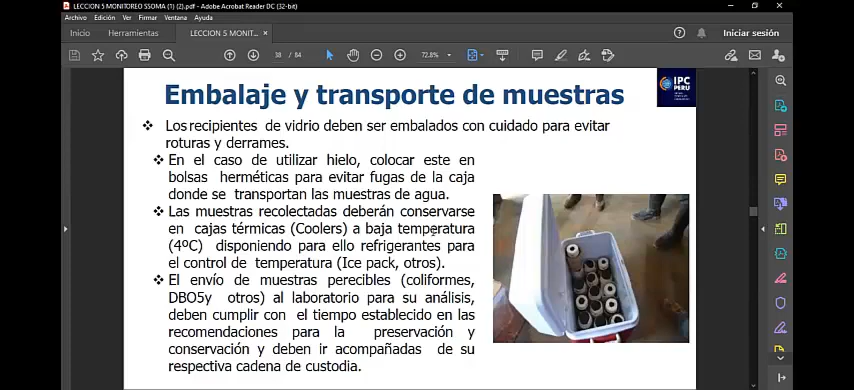 LECCION 5 MONITOREO SSOMA (1) (2).pdf - Adobe Acrobat Reader DC (32-bit)
Archivo Edición Ver Firmar Ventana Ayuda
Inicio Herramientas LECCION 5 MONIT... × Iniciar sesión
38 / 84 72.8%
Embalaje y transporte de muestras
IPC
PERU
❖ Los recipientes de vidrio deben ser embalados con cuidado para evitar
roturas y derrames.
❖ En el caso de utilizar hielo, colocar este en
bolsas herméticas para evitar fugas de la caja
donde se transportan las muestras de agua.
❖ Las muestras recolectadas deberán conservarse
en cajas térmicas (Coolers) a baja temperatura
(4ºC) disponiendo para ello refrigerantes para
el control de temperatura (Ice pack, otros).
❖ El envío de muestras perecibles (coliformes,
DBO5y otros) al laboratorio para su análisis,
deben cumplir con el tiempo establecido en las
recomendaciones para la preservación y
conservación y deben ir acompañadas de su
respectiva cadena de custodia.